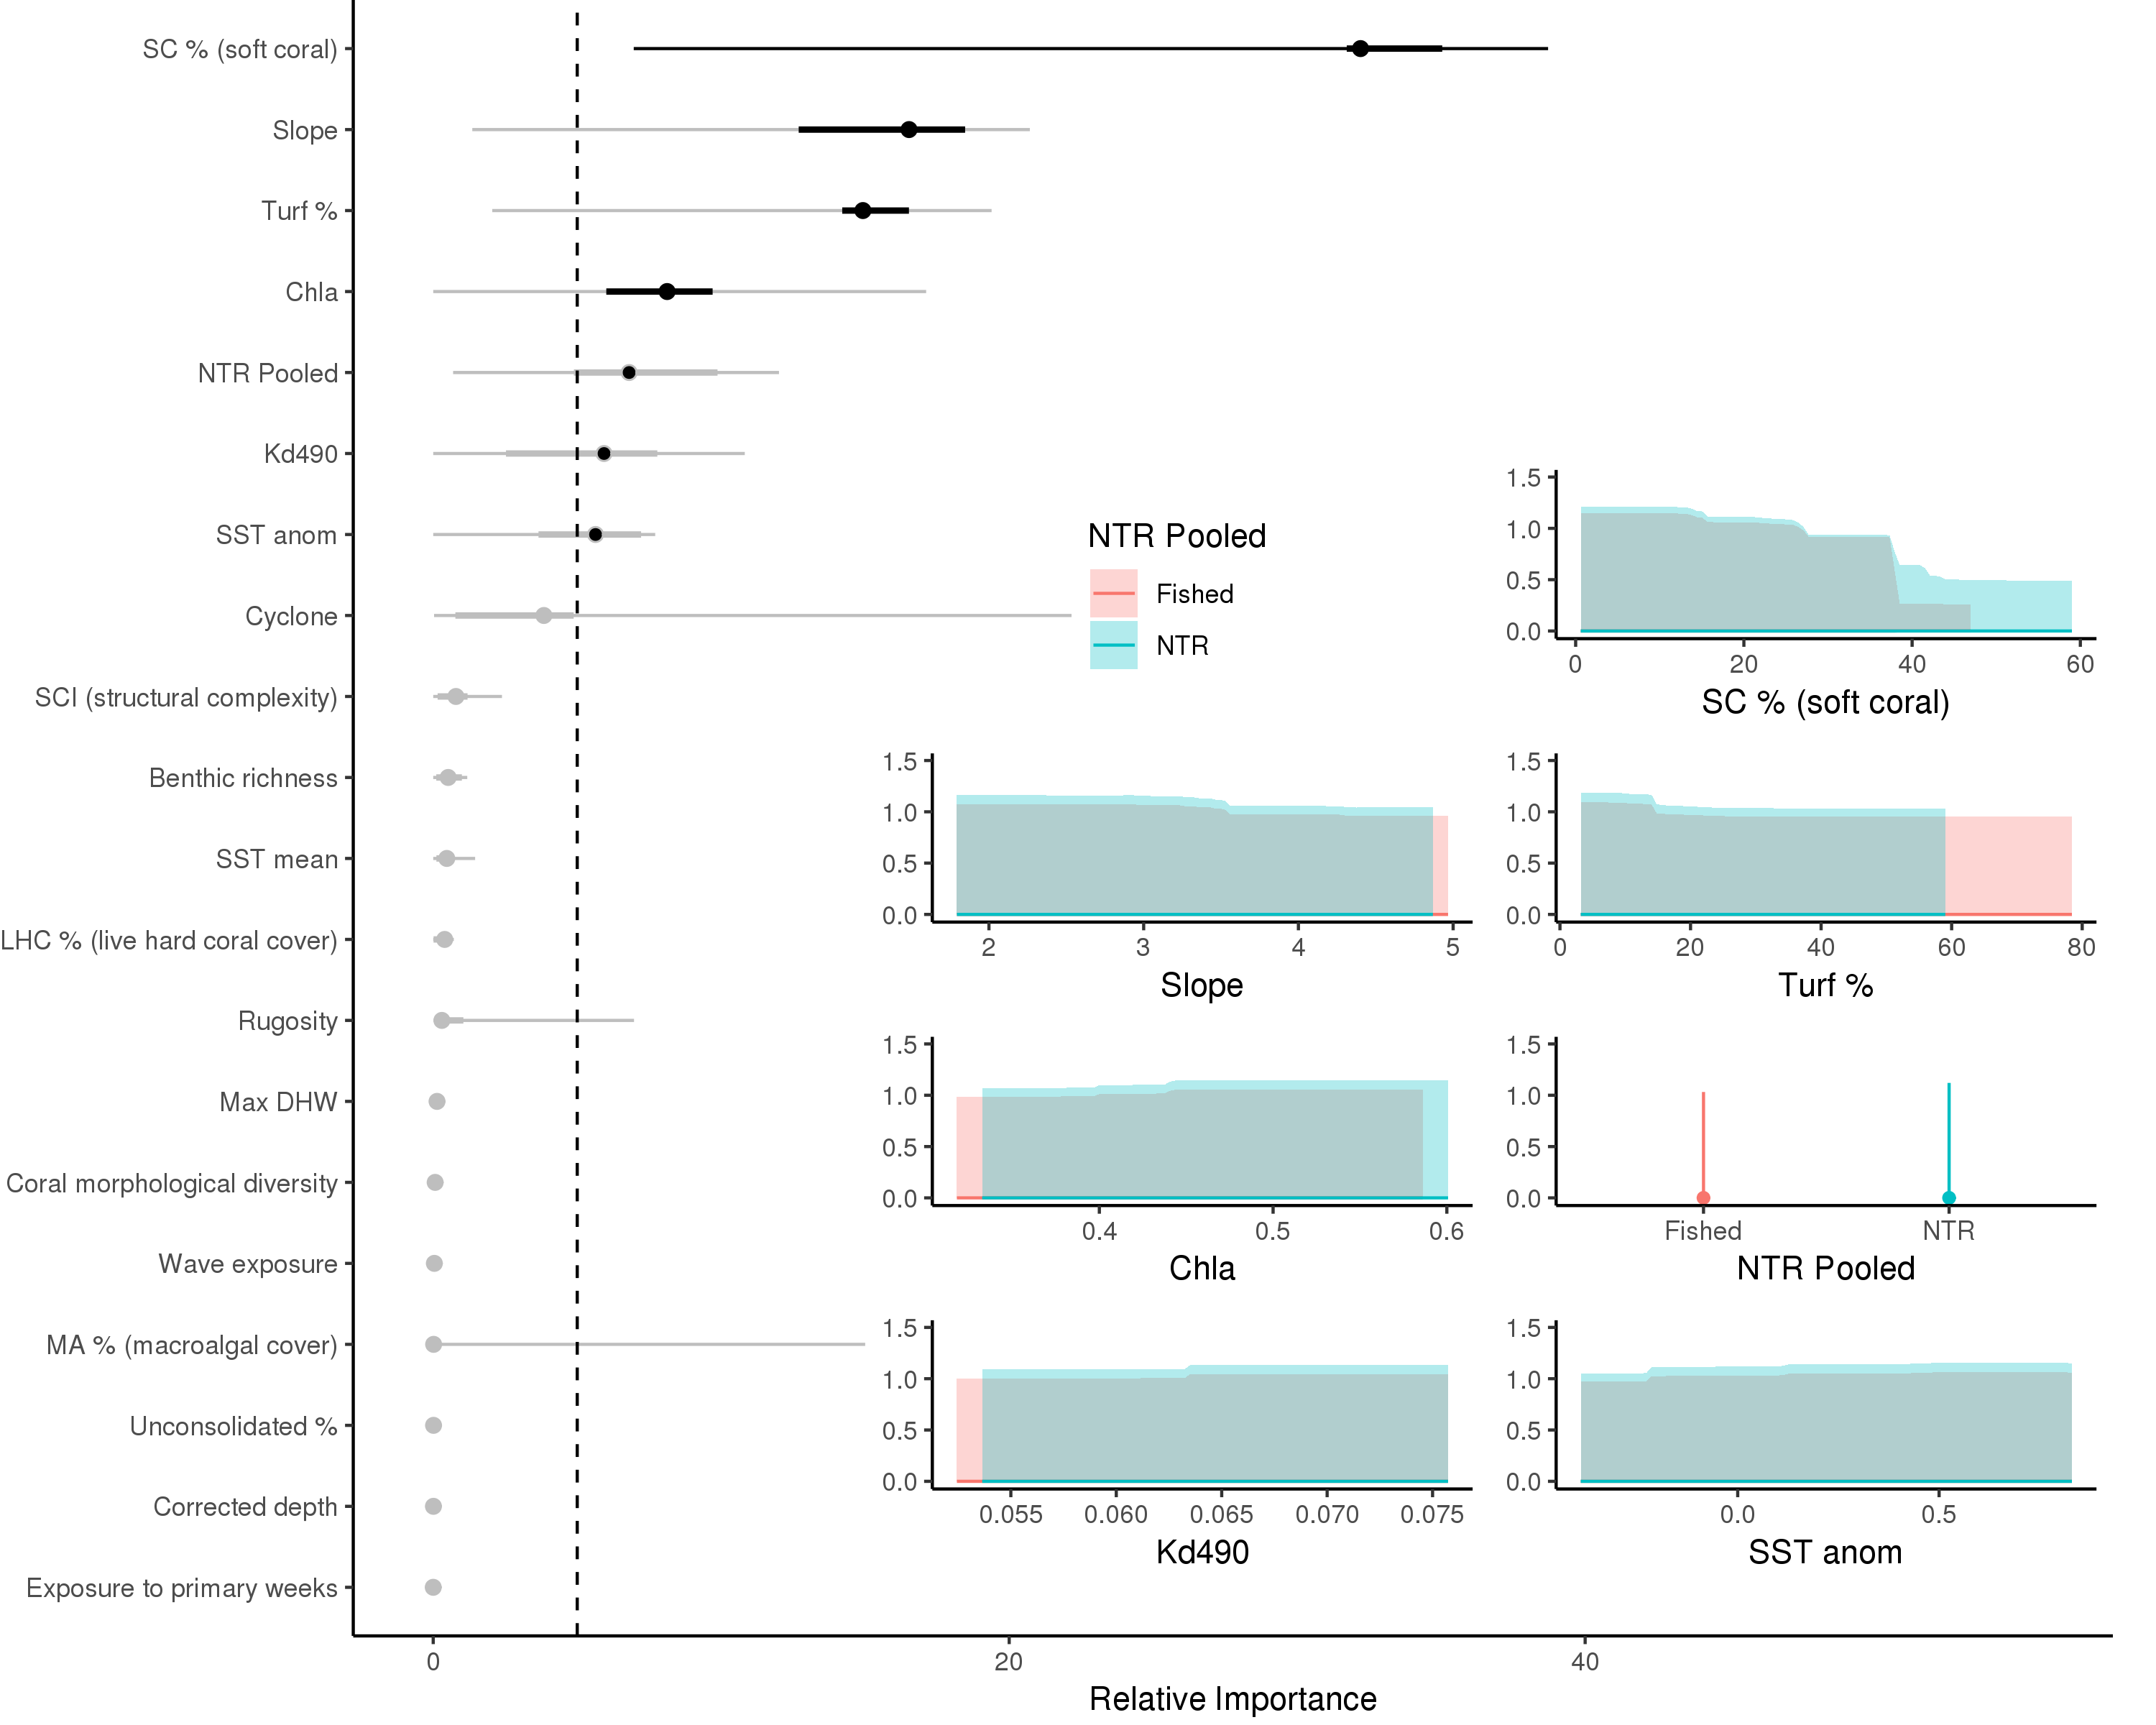 SC % (soft coral)
Slope
Turf %
Chla
NTR Pooled
Kd490
SST anom
Cyclone
SCI (structural complexity)
Benthic richness
SST mean
LHC % (live hard coral cover)
Rugosity
Max DHW
Coral morphological diversity
Wave exposure
MA % (macroalgal cover)
Unconsolidated %
Corrected depth
Exposure to primary weeks
0 20 40
Relative Importance
NTR Pooled
Fished
NTR
1.5
1.0
0.5
0.0
0 20 40 60
SC % (soft coral)
1.5
1.0
0.5
0.0
2 3 4 5
Slope
1.5
1.0
0.5
0.0
0 20 40 60 80
Turf %
1.5
1.0
0.5
0.0
0.4 0.5 0.6
Chla
1.5
1.0
0.5
0.0
Fished NTR
NTR Pooled
1.5
1.0
0.5
0.0
0.055 0.060 0.065 0.070 0.075
Kd490
1.5
1.0
0.5
0.0
0.0 0.5
SST anom